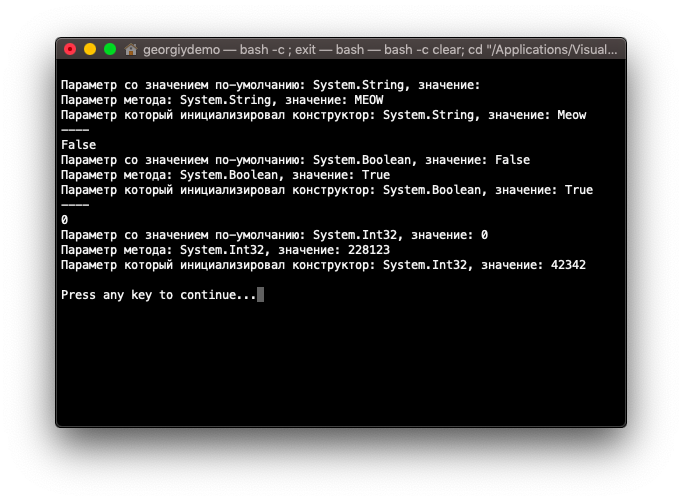 georgiydemo — bash -c ; exit — bash — bash -c clear; cd "/Applications/Visual...
Параметр со значением по-умолчанию: System.String, значение:
Параметр метода: System.String, значение: MEOW
Параметр который инициализировал конструктор: System.String, значение: Meow
————
False
Параметр со значением по-умолчанию: System.Boolean, значение: False
Параметр метода: System.Boolean, значение: True
Параметр который инициализировал конструктор: System.Boolean, значение: True
————
0
Параметр со значением по-умолчанию: System.Int32, значение: 0
Параметр метода: System.Int32, значение: 228123
Параметр который инициализировал конструктор: System.Int32, значение: 42342
Press any key to continue...